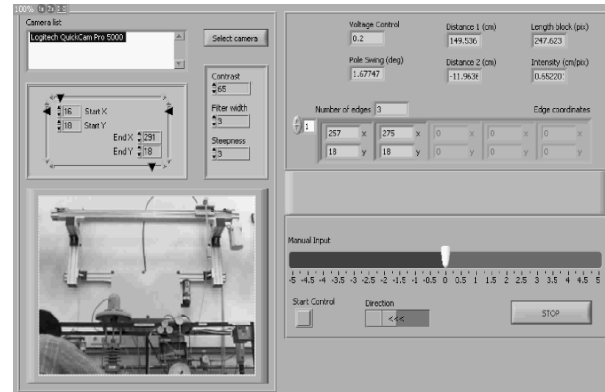 100%
Camera list
Logitech QuickCam Pro 5000
Select camera
16 Start X
18 Start Y
End X 291
End Y 18
Contrast
65
Filter width
3
Steepness
3
Voltage Control
0.2
Distance 1 (cm)
149.536
Length block (pix)
247.623
Pole Swing (deg)
1.67747
Distance 2 (cm)
-11.963
Intensity (cm/pix)
0.65220
Number of edges 3
Edge coordinates
1
257 x 275 x 0 x 0 x
18 y 18 y 0 y 0 y
Manual Input
-5 -4.5 -4 -3.5 -3 -2.5 -2 -1.5 -1 -0.5 0 0.5 1 1.5 2 2.5 3 3.5 4 4.5 5
Start Control
Direction
<<<
STOP